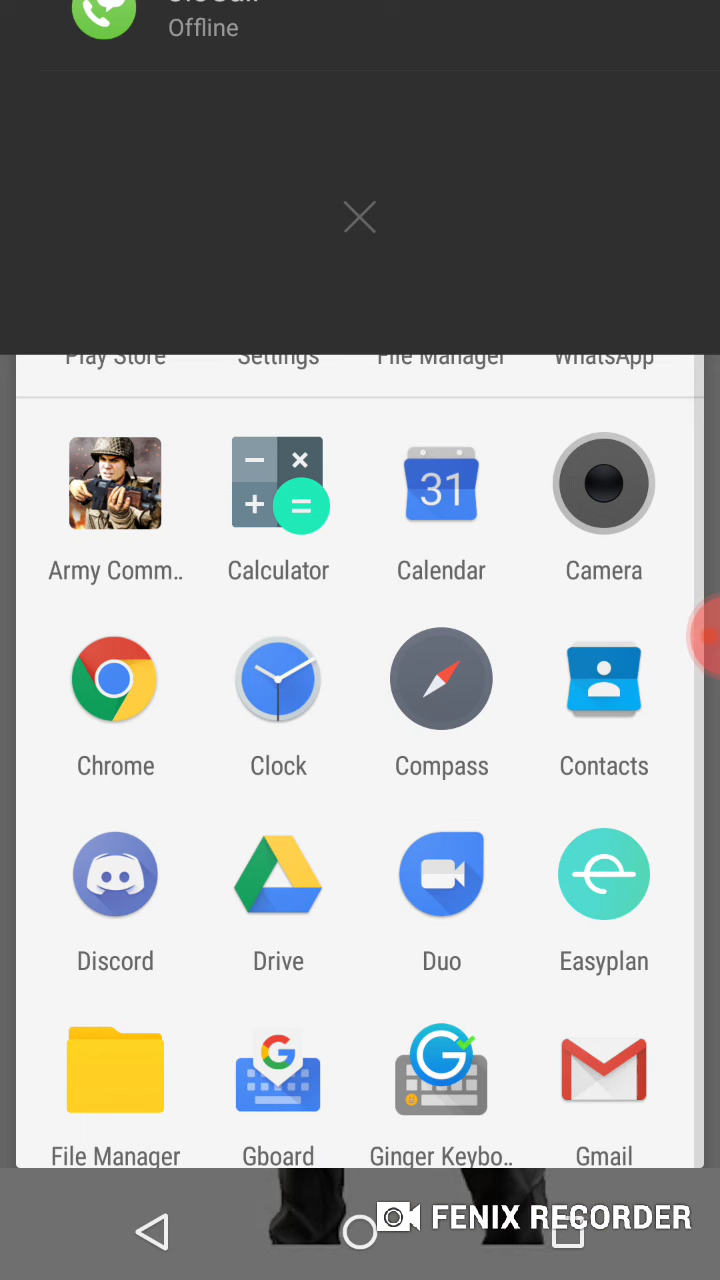 Offline
Play Store Settings File Manager WhatsApp
31
Army Comm.. Calculator Calendar Camera
Chrome Clock Compass Contacts
Discord Drive Duo Easyplan
File Manager Gboard Ginger Keybo.. Gmail
FENIX RECORDER